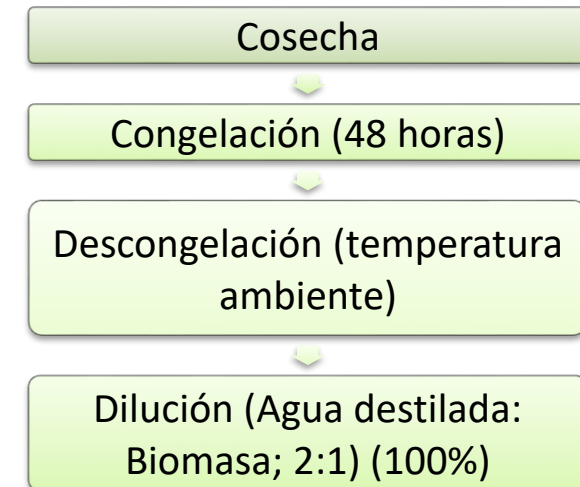 Cosecha
Congelación (48 horas)
Descongelación (temperatura
ambiente)
Dilución (Agua destilada:
Biomasa; 2:1) (100%)